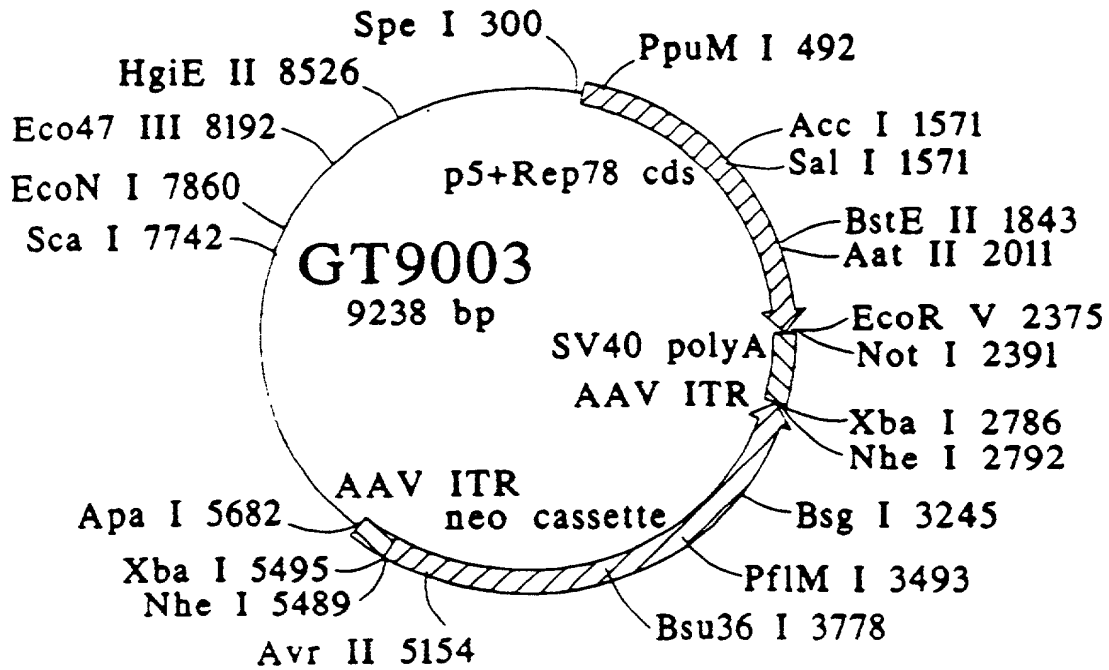 Spe I 300
PpuM I 492
HgiE II 8526
Eco47 III 8192
Acc I 1571
Sal I 1571
p5+Rep78 cds
EcoN I 7860
Sca I 7742
BstE II 1843
Aat II 2011
GT9003
9238 bp
EcoR V 2375
SV40 polyA
Not I 2391
AAV ITR
Xba I 2786
Nhe I 2792
AAV ITR
neo cassette
Apa I 5682
Bsg I 3245
Xba I 5495
PflM I 3493
Nhe I 5489
Bsu36 I 3778
Avr II 5154